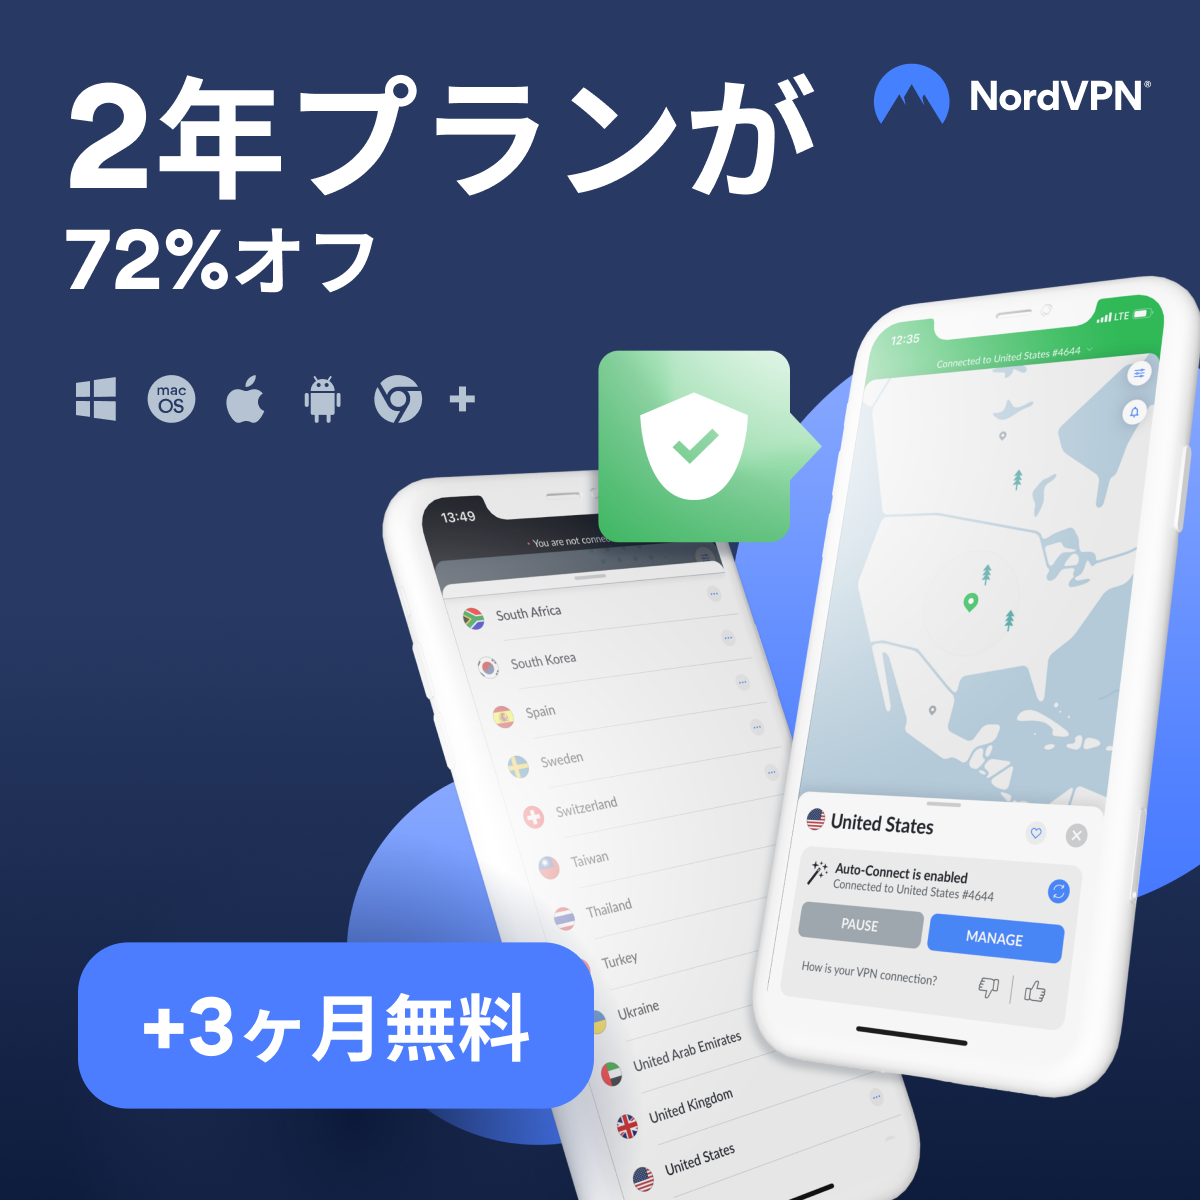 2年プランが
72%オフ
NordVPN®
mac
OS
+
12:35
LTE
Connected to United States #4644
13:49
You are not conne
South Africa
South Korea
Spain
Sweden
Switzerland
Taiwan
Thailand
Turkey
Ukraine
United Arab Emirates
United Kingdom
United States
United States
Auto-Connect is enabled
Connected to United States #4644
PAUSE
MANAGE
How is your VPN connection?
+3ヶ月無料